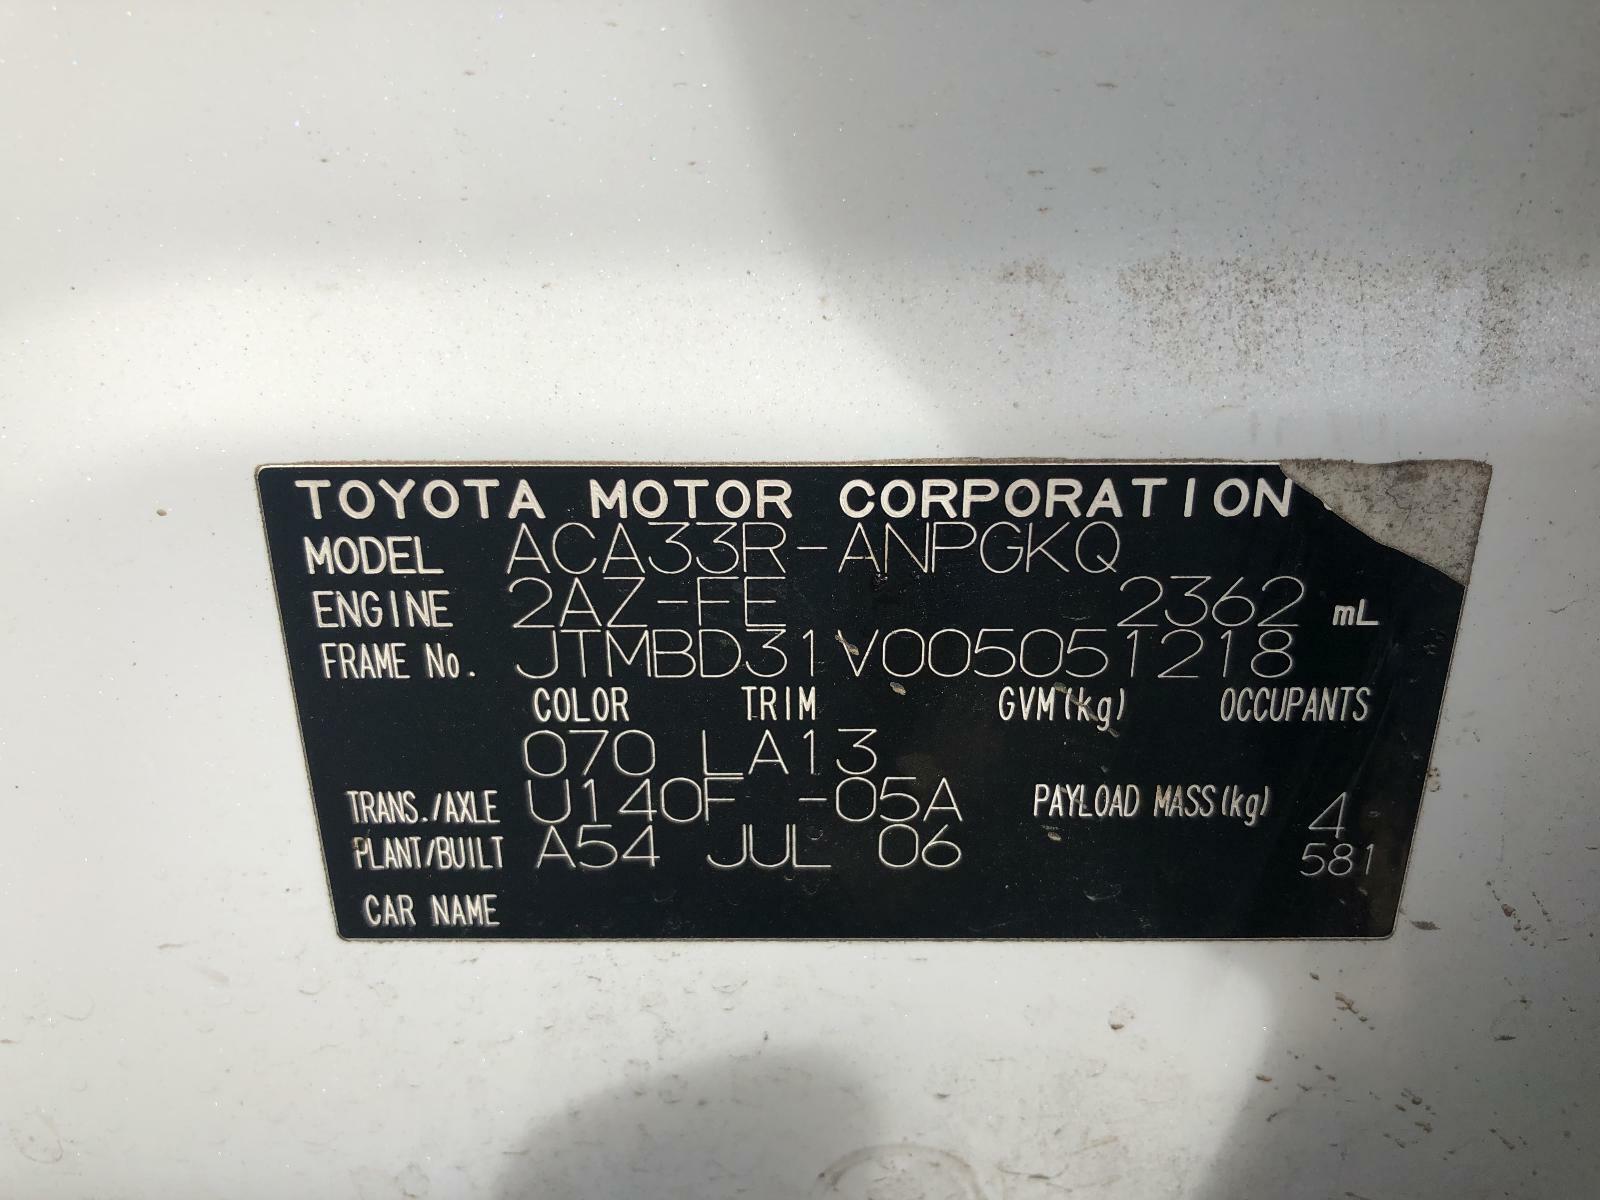 TOYOTA MOTOR CORPORATION
MODEL ACA33R-ANPGKQ
ENGINE 2AZ-FE 2362 mL
FRAME No. JTMBD31V005051218
COLOR TRIM GVM(kg) OCCUPANTS
070 LA13
TRANS./AXLE U140F -05A PAYLOAD MASS(kg) 4
PLANT/BUILT A54 JUL 06 581
CAR NAME